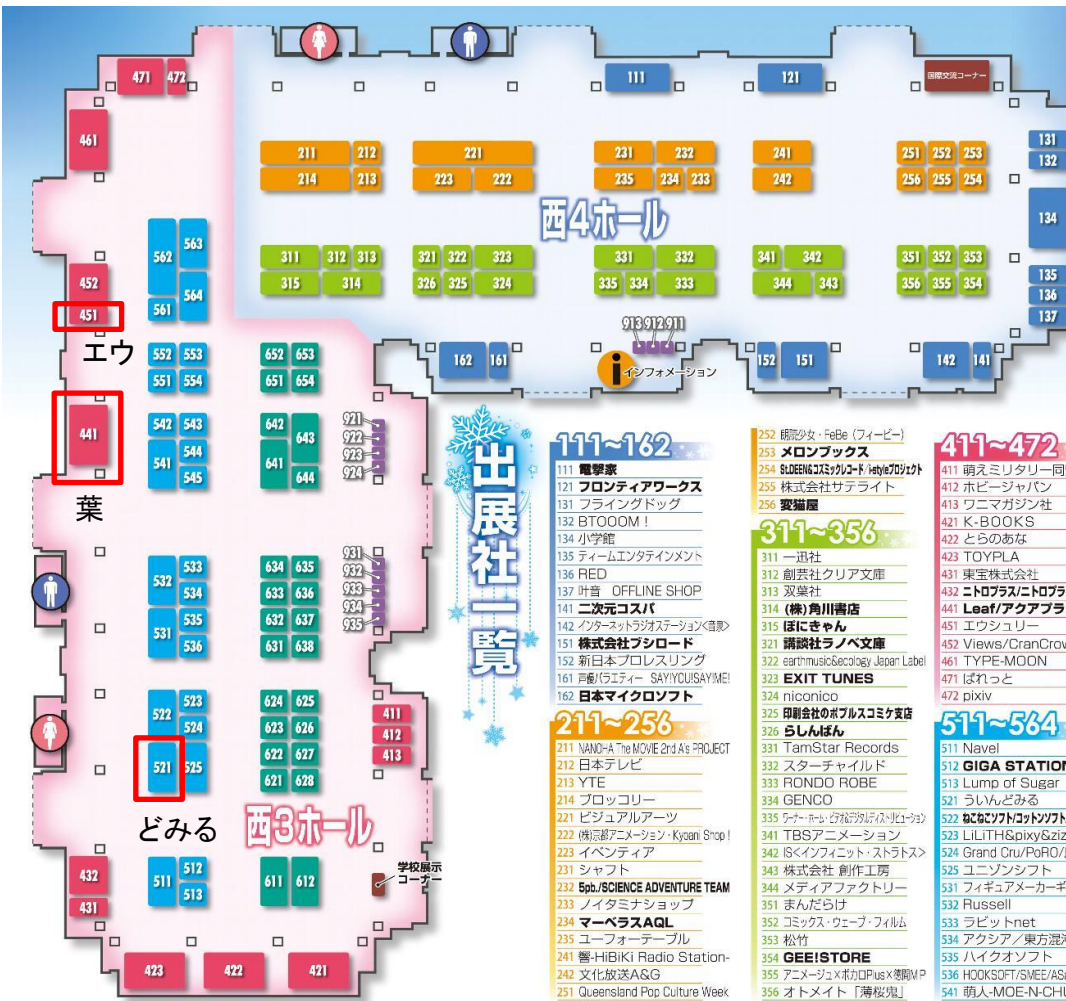 471 472
111
121
国際交流コーナー
461
131
132
211 212
214 213
221
223 222
231 232
235 234 233
241
242
251 252 253
256 255 254
134
西4ホール
562 563
561 564
311 312 313
315 314
321 322 323
326 325 324
331 332
335 334 333
341 342
344 343
351 352 353
356 355 354
135
136
137
452
451
エウ
913 912 911
インフォメーション
162 161
152 151
142 141
552 553
551 554
652 653
651 654
441
葉
542 543
541 544
545
642 643
641 644
921
922
923
924
532 533
534
531 535
536
634 635
633 636
632 637
631 638
931
932
933
934
935
522 523
524
521 525
どみる
624 625
623 626
622 627
621 628
411
412
413
西3ホール
432
431
511 512
513
611 612
学校展示
コーナー
423 422 421
出展社一覧
111~162
111 電撃家
121 フロンティアワークス
131 フライングドッグ
132 BTOOOM!
134 小学館
135 ティームエンタテインメント
136 RED
137 叶音 OFFLINE SHOP
141 二次元コスパ
142 インターネットラジオステーション<音泉>
151 株式会社ブシロード
152 新日本プロレスリング
161 声優バラエティー SAY!YOU!SAY!ME!
162 日本マイクロソフト
211~256
211 NANOHA The MOVIE 2nd A's PROJECT
212 日本テレビ
213 YTE
214 ブロッコリー
221 ビジュアルアーツ
222 (株)京都アニメーション・Kyoani Shop!
223 イベンティア
231 シャフト
232 5pb./SCIENCE ADVENTURE TEAM
233 ノイタミナショップ
234 マーベラスAQL
235 ユーフォーテーブル
241 響-HiBiKi Radio Station-
242 文化放送A&G
251 Queensland Pop Culture Week
252 朗読少女・FeBe(フィービー)
253 メロンブックス
254 St.DEEN&コズミックレコード/i-styleプロジェクト
255 株式会社サテライト
256 変猫屋
311~356
311 一迅社
312 創芸社クリア文庫
313 双葉社
314 (株)角川書店
315 ぽにきゃん
321 講談社ラノベ文庫
322 earthmusic&ecology Japan Label
323 EXIT TUNES
324 niconico
325 印刷会社のポプルスコミケ支店
326 らしんばん
331 TamStar Records
332 スターチャイルド
333 RONDO ROBE
334 GENCO
335 ワーナー・ホーム・ビデオ&デジタルディストリビューション
341 TBSアニメーション
342 IS<インフィニット・ストラトス>
343 株式会社 創作工房
344 メディアファクトリー
351 まんだらけ
352 コミックス・ウェーブ・フィルム
353 松竹
354 GEE!STORE
355 アニメージュ×ボカロPlus×徳間M.P
356 オトメイト「薄桜鬼」
411~472
411 萌えミリタリー同
412 ホビージャパン
413 ワニマガジン社
421 K-BOOKS
422 とらのあな
423 TOYPLA
431 東宝株式会社
432 ニトロプラス/ニトロプラ
441 Leaf/アクアプラ
451 エウシュリー
452 Views/CranCrow
461 TYPE-MOON
471 ぱれっと
472 pixiv
511~564
511 Navel
512 GIGA STATION
513 Lump of Sugar
521 ういんどみる
522 ねこねこソフト/コットンソフト
523 LiLiTH&pixy&ziz
524 Grand Cru/PoRO/
525 ユニゾンシフト
531 フィギュアメーカーギ
532 Russell
533 ラビットnet
534 アクシア/東方混
535 ハイクオソフト
536 HOOKSOFT/SMEE/ASa
541 萌人-MOE-N-CHU